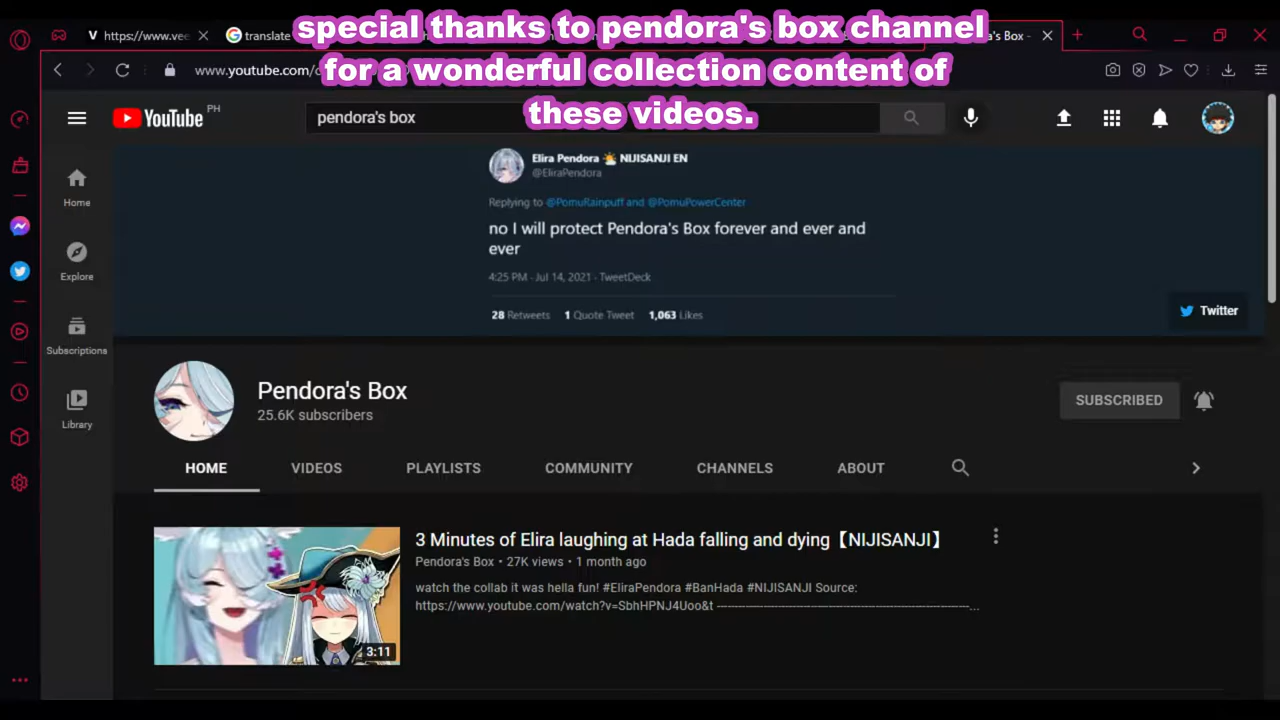 special thanks to pendora's box channel
for a wonderful collection content of
these videos.
https://www.vee
translate
's Box -
www.youtube.com/
YouTube PH
pendora's box
Elira Pendora ⛅ NIJISANJI EN
@EliraPendora
Replying to @PomuRainpuff and @PomuPowerCenter
no I will protect Pendora's Box forever and ever and
ever
4:25 PM · Jul 14, 2021 · TweetDeck
28 Retweets 1 Quote Tweet 1,063 Likes
Twitter
Home
Explore
Subscriptions
Library
Pendora's Box
25.6K subscribers
SUBSCRIBED
HOME VIDEOS PLAYLISTS COMMUNITY CHANNELS ABOUT
3 Minutes of Elira laughing at Hada falling and dying【NIJISANJI】
Pendora's Box • 27K views • 1 month ago
watch the collab it was hella fun! #EliraPendora #BanHada #NIJISANJI Source:
https://www.youtube.com/watch?v=SbhHPNJ4Uoo&t ----------------------------------------------------------...
3:11